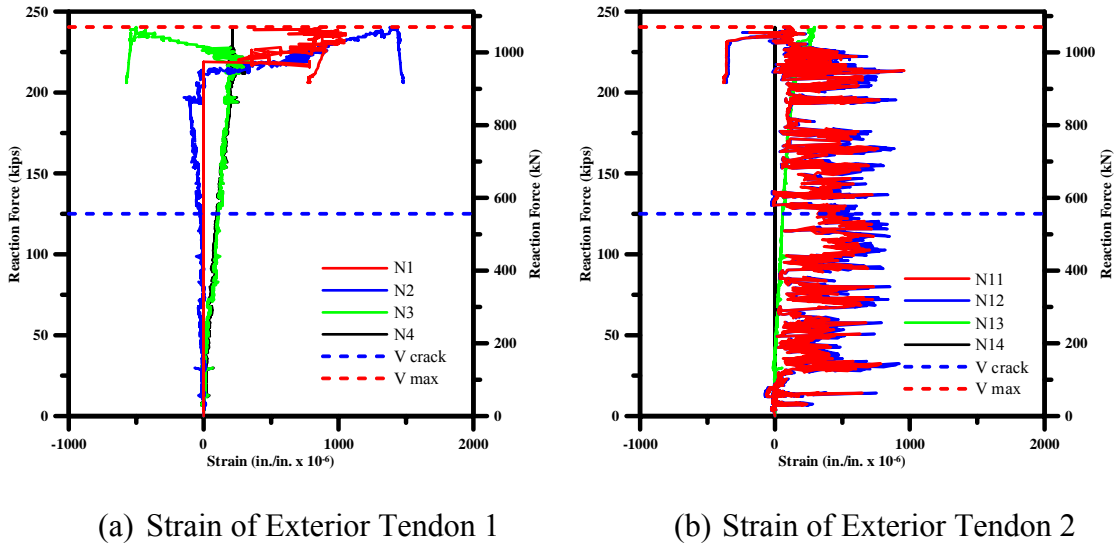 250
200
150
100
50
0
Reaction Force (kips)
1000
800
600
400
200
0
Reaction Force (kN)
N1
N2
N3
N4
V crack
V max
-1000 0 1000 2000
Strain (in./in. x 10-6)
(a) Strain of Exterior Tendon 1
250
200
150
100
50
0
Reaction Force (kips)
1000
800
600
400
200
0
Reaction Force (kN)
N11
N12
N13
N14
V crack
V max
-1000 0 1000 2000
Strain (in./in. x 10-6)
(b) Strain of Exterior Tendon 2